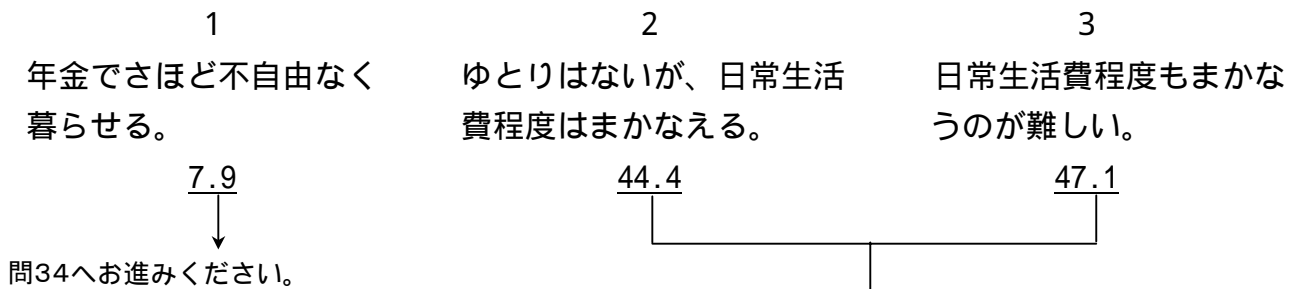 1 2 3
年金でさほど不自由なく ゆとりはないが、日常生活 日常生活費程度もまかな
暮らせる。 費程度はまかなえる。 うのが難しい。
7.9 44.4 47.1
問34へお進みください。